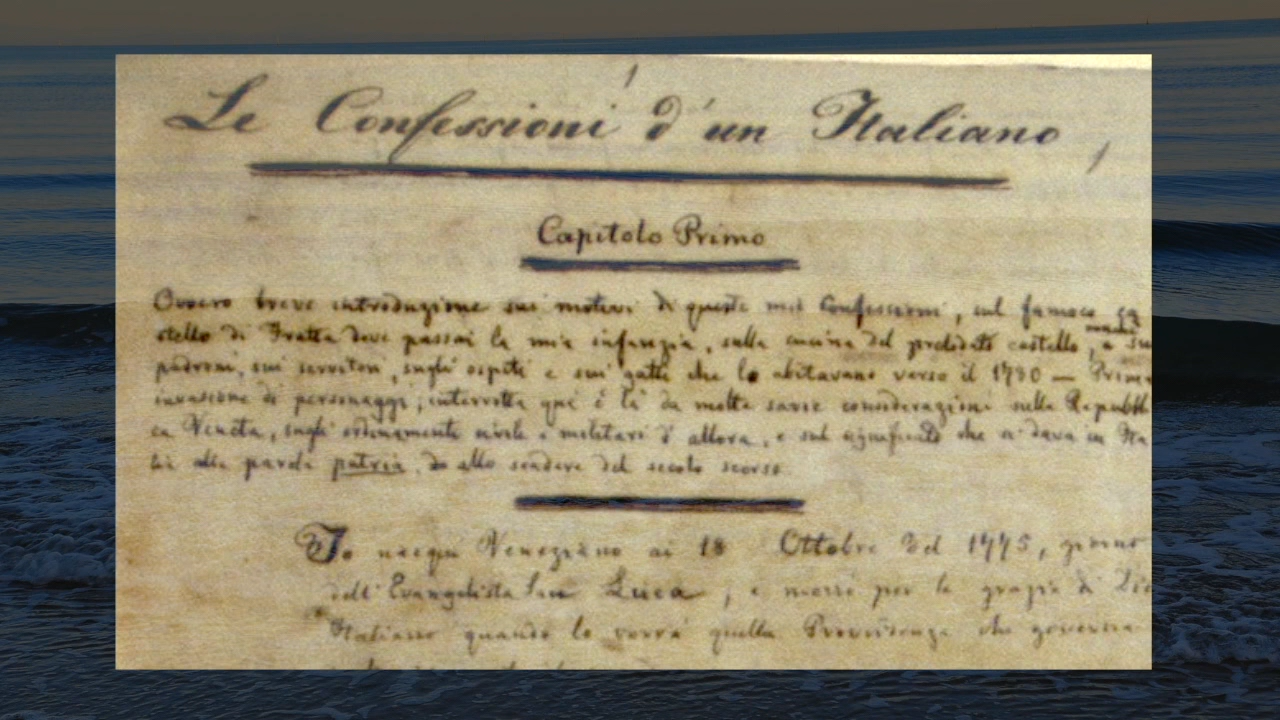 Le Confessioni d'un Italiano
Capitolo Primo
Ovvero breve introduzione sui motivi di queste mie Confessioni, sul famoso ca
stello di Fratta dove passai la mia infanzia, sulla cucina del prelodato castello,
padroni, sui servitori, sugli ospiti e sui gatti che lo abitavano verso il 1780 — Prima
invasione di personaggi; interrotta quà è là da molte savie considerazioni sulla Repubbli
ca Veneta, sugli ordinamenti civili e militari d'allora, e sul significato che si dava in Ita
lia alla parola patria, allo scadere del secolo scorso.
Io nacqui Veneziano ai 18 Ottobre del 1775, giorno
dell'Evangelista San Luca, e morrò per la grazia di Dio
Italiano quando lo vorrà quella Provvidenza che governa